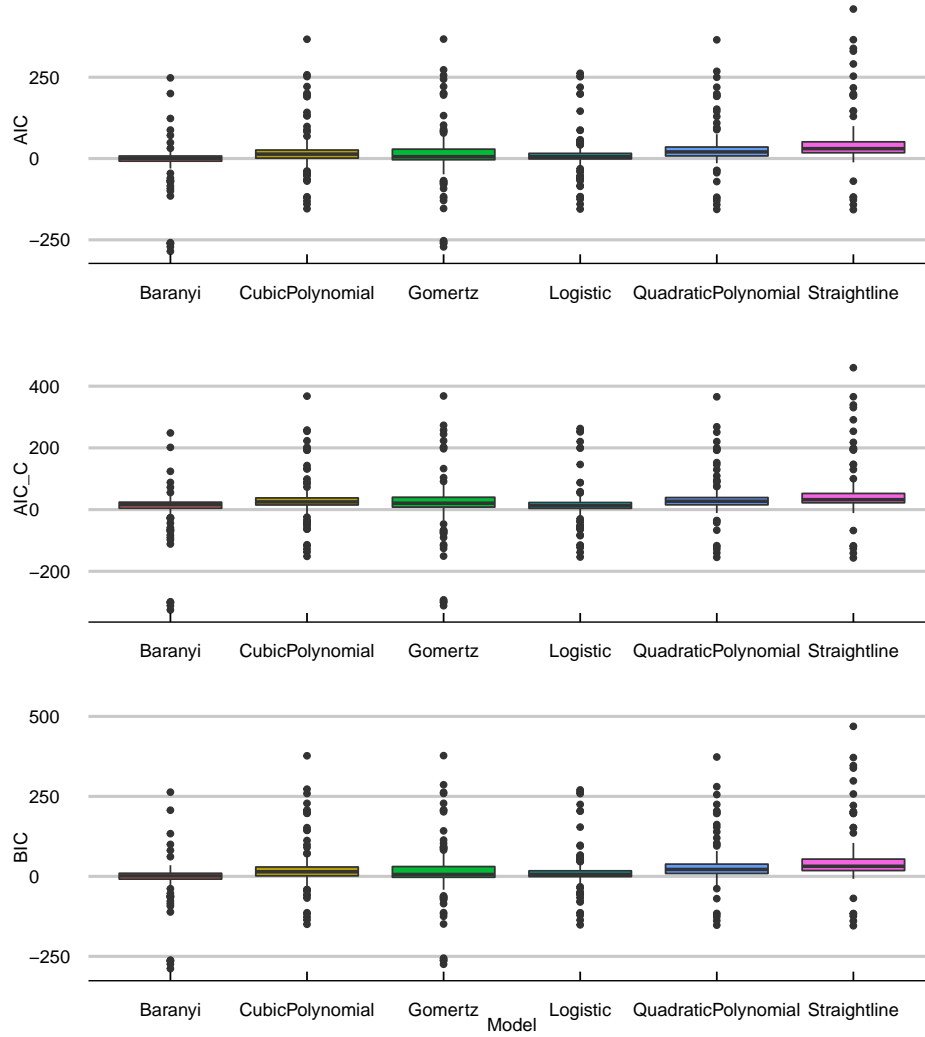 AIC
250
0
−250
Baranyi CubicPolynomial Gomertz Logistic QuadraticPolynomial Straightline
AIC_C
400
200
0
−200
Baranyi CubicPolynomial Gomertz Logistic QuadraticPolynomial Straightline
BIC
500
250
0
−250
Baranyi CubicPolynomial Gomertz Logistic QuadraticPolynomial Straightline
Model